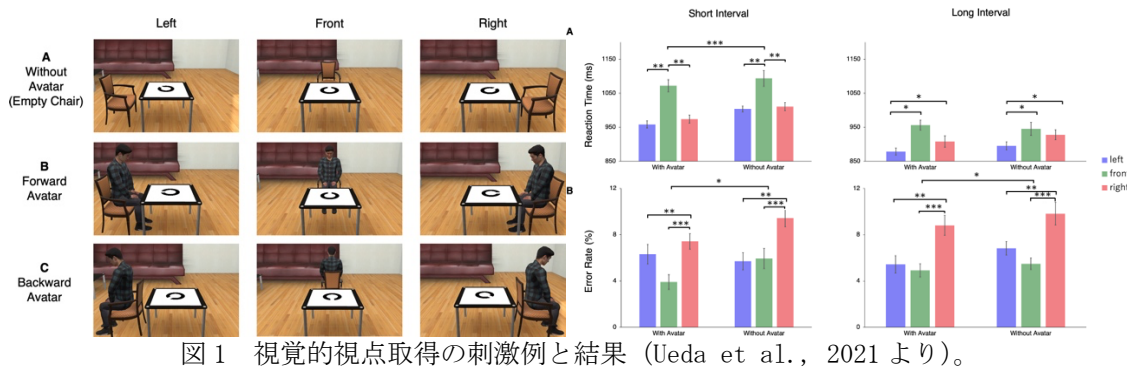 Left Front Right
A
Without
Avatar
(Empty Chair)
B
Forward
Avatar
C
Backward
Avatar
Short Interval Long Interval
A
Reaction Time (ms)
1150
1050
950
850
*** ** ** ** **
With Avatar Without Avatar
1150
1050
950
850
* * * *
With Avatar Without Avatar
left
front
right
B
Error Rate (%)
12
8
4
0
* ** *** ** ***
With Avatar Without Avatar
12
8
4
0
* ** *** ** ***
With Avatar Without Avatar
図1 視覚的視点取得の刺激例と結果 (Ueda et al., 2021 より)。